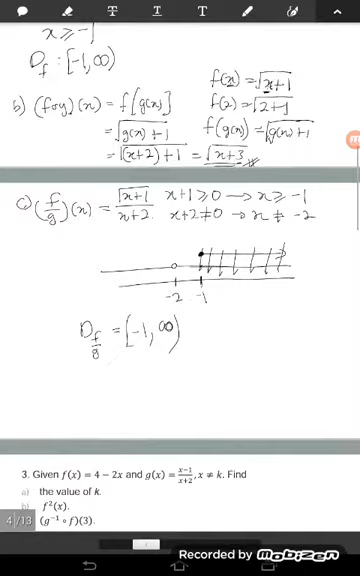 x ≥ -1
D_f : [-1, ∞)
b) (fog)(x) = f[g(x)]
= √(g(x) + 1)
= √((x+2) + 1) = √(x+3)
f(x) = √(x+1)
f(2) = √(2+1)
f(g(x)) = √(g(x)+1)
c) (f/g)(x) = √(x+1)/(x+2)
x+1 ≥ 0 → x ≥ -1
x+2 ≠ 0 → x ≠ -2
-2 -1
D_f/g = [-1, ∞)
3. Given f(x) = 4 − 2x and g(x) = (x−1)/(x+2), x ≠ k. Find
a) the value of k.
b) f²(x).
(g⁻¹ ∘ f)(3).
4 /13
Recorded by mobizen